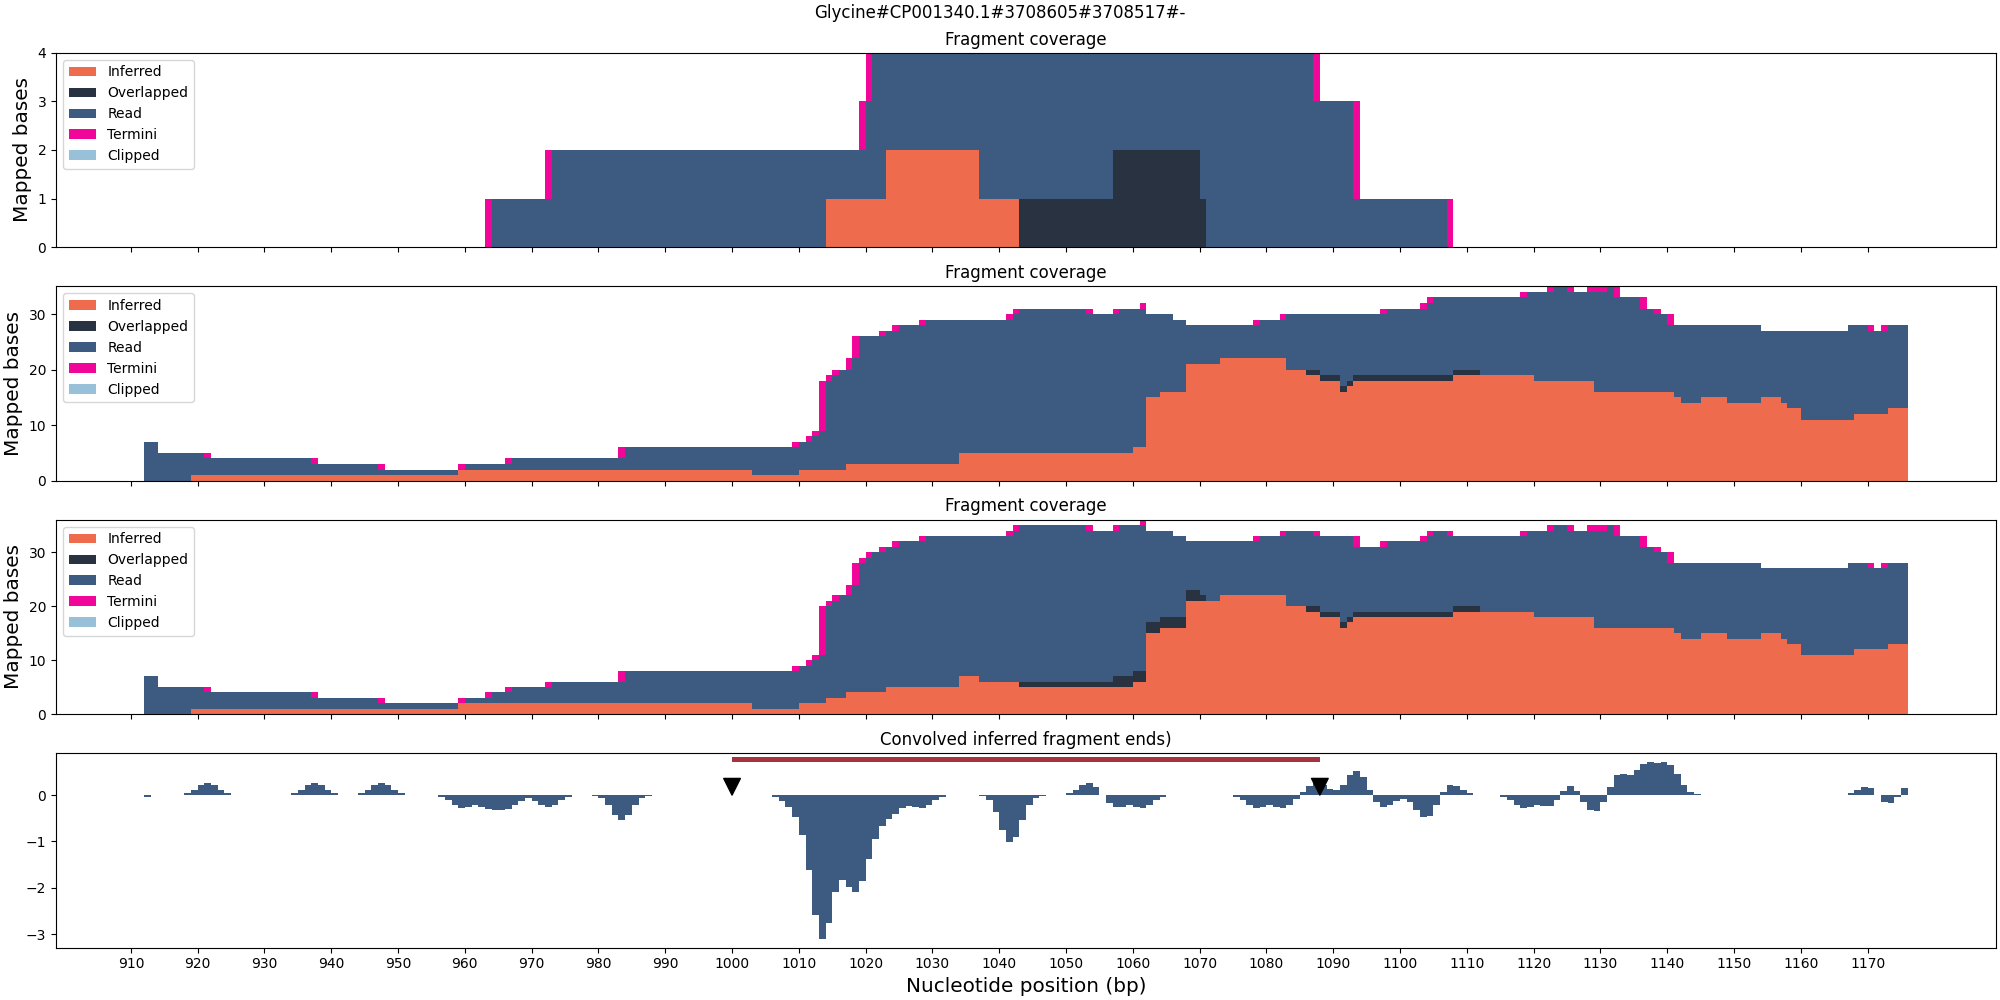 Glycine#CP001340.1#3708605#3708517#-
Fragment coverage
Mapped bases
4
3
2
1
0
Inferred
Overlapped
Read
Termini
Clipped
Fragment coverage
Mapped bases
30
20
10
0
Inferred
Overlapped
Read
Termini
Clipped
Fragment coverage
Mapped bases
30
20
10
0
Inferred
Overlapped
Read
Termini
Clipped
Convolved inferred fragment ends)
0
−1
−2
−3
910 920 930 940 950 960 970 980 990 1000 1010 1020 1030 1040 1050 1060 1070 1080 1090 1100 1110 1120 1130 1140 1150 1160 1170
Nucleotide position (bp)